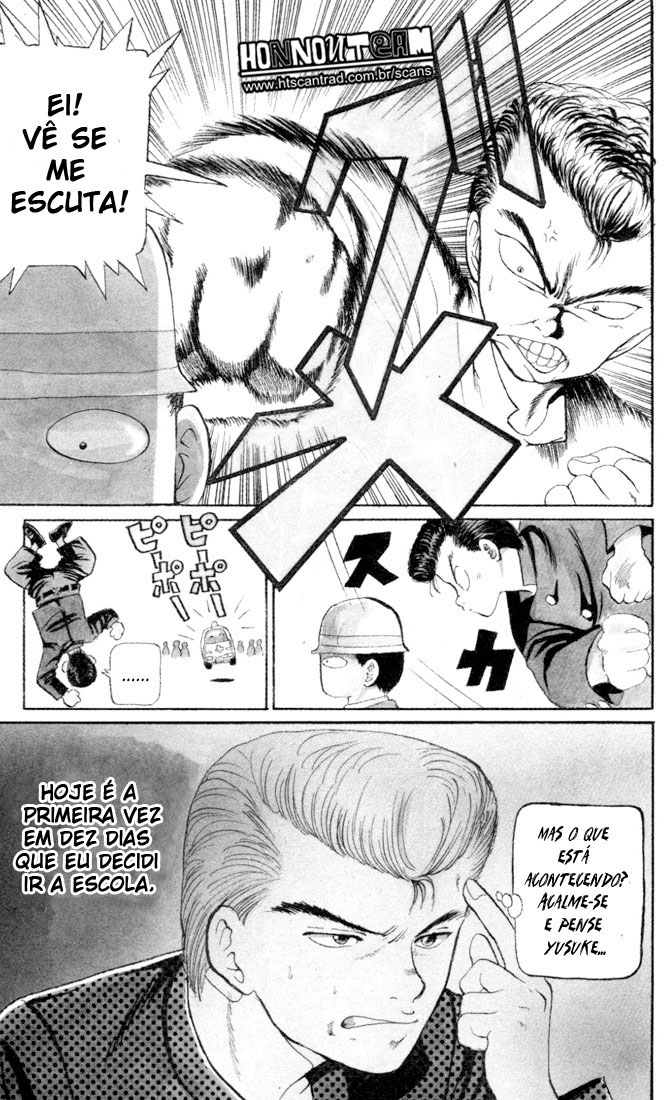 HONNOU TEAM
www.htscantrad.com.br/scans
EI!
VÊ SE
ME
ESCUTA!
スカ
ピーポー
ピーポー
......
HOJE É A
PRIMEIRA VEZ
EM DEZ DIAS
QUE EU DECIDI
IR A ESCOLA.
MAS O QUE
ESTÁ
ACONTECENDO?
ACALME-SE
E PENSE
YUSUKE...